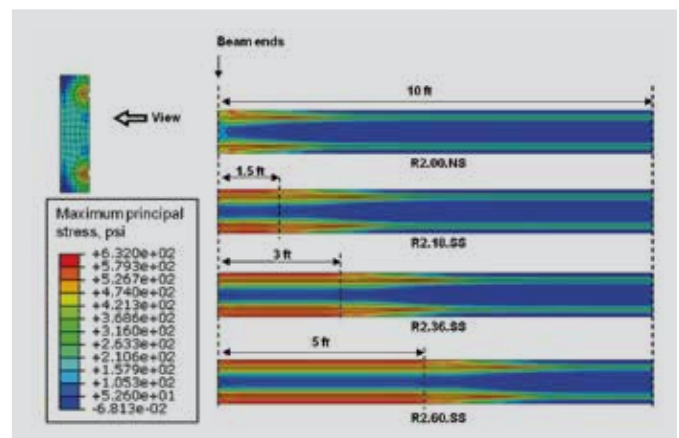 Beam ends
10 ft
View
R2.00.NS
1.5 ft
R2.18.SS
3 ft
R2.36.SS
5 ft
R2.60.SS
Maximum principal
stress, psi
+6.320e+02
+5.793e+02
+5.267e+02
+4.740e+02
+4.213e+02
+3.686e+02
+3.160e+02
+2.633e+02
+2.106e+02
+1.579e+02
+1.053e+02
+5.260e+01
-6.813e-02